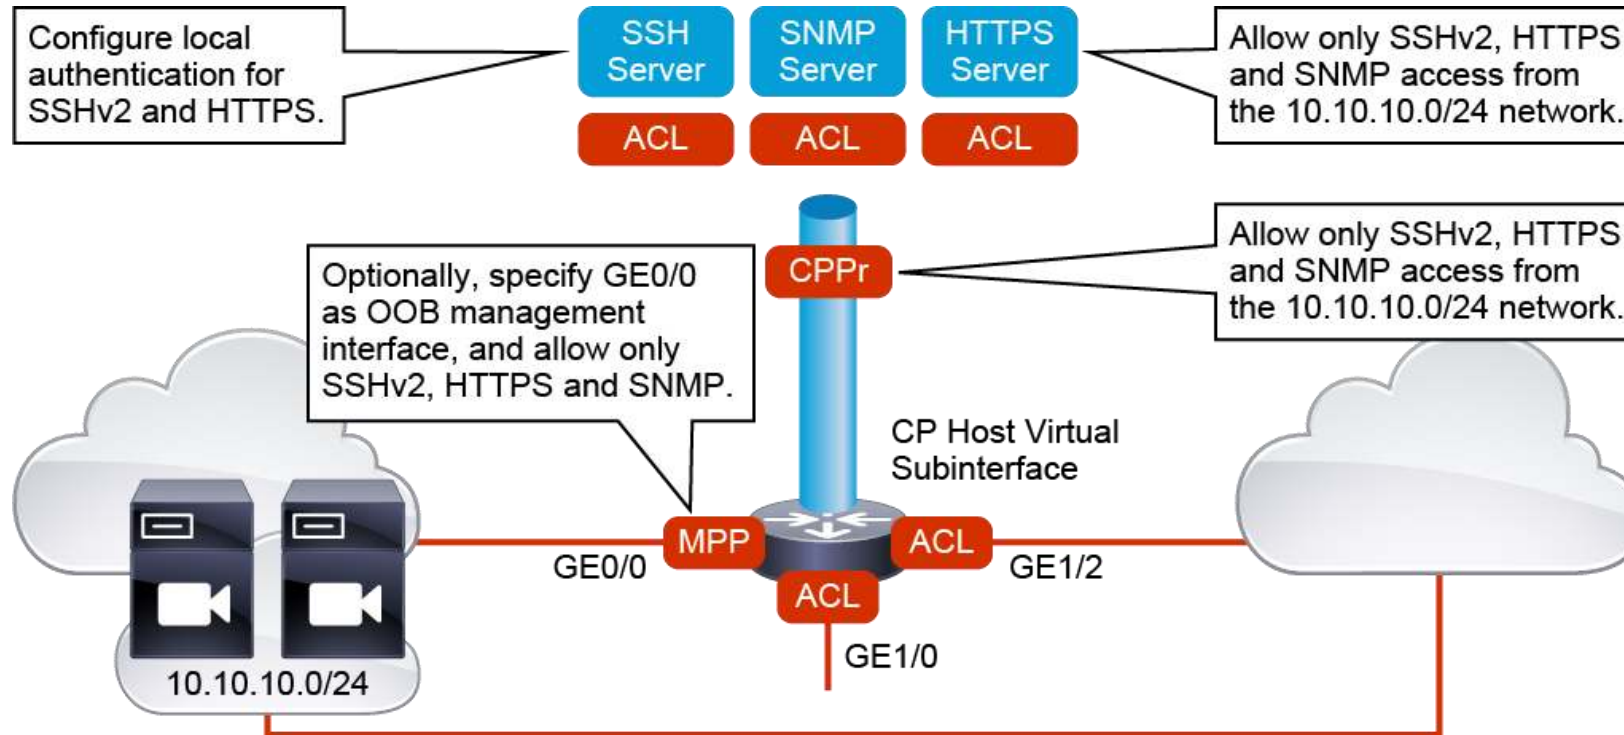 Configure local
authentication for
SSHv2 and HTTPS.
SSH
Server
SNMP
Server
HTTPS
Server
Allow only SSHv2, HTTPS
and SNMP access from
the 10.10.10.0/24 network.
ACL
ACL
ACL
Allow only SSHv2, HTTPS
and SNMP access from
the 10.10.10.0/24 network.
CPPr
Optionally, specify GE0/0
as OOB management
interface, and allow only
SSHv2, HTTPS and SNMP.
CP Host Virtual
Subinterface
MPP
ACL
GE0/0
GE1/2
ACL
GE1/0
10.10.10.0/24